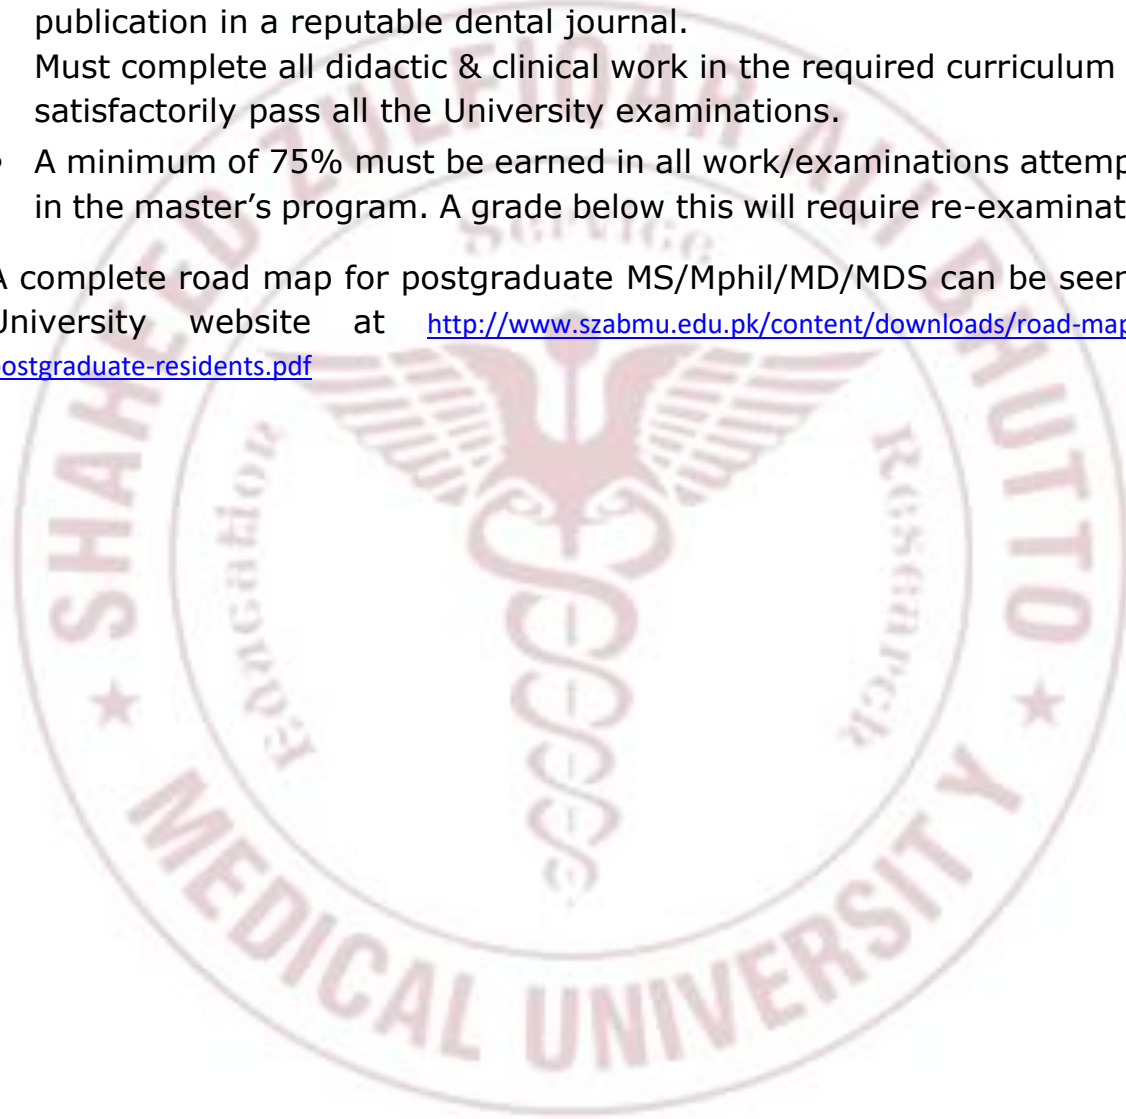 publication in a reputable dental journal.
Must complete all didactic & clinical work in the required curriculum
satisfactorily pass all the University examinations.
• A minimum of 75% must be earned in all work/examinations attemp
in the master's program. A grade below this will require re-examinat
A complete road map for postgraduate MS/Mphil/MD/MDS can be seen
University website at http://www.szabmu.edu.pk/content/downloads/road-map
postgraduate-residents.pdf
SHAHEED ZULFIQAR ALI BHUTTO
MEDICAL UNIVERSITY
Service
Education
Research